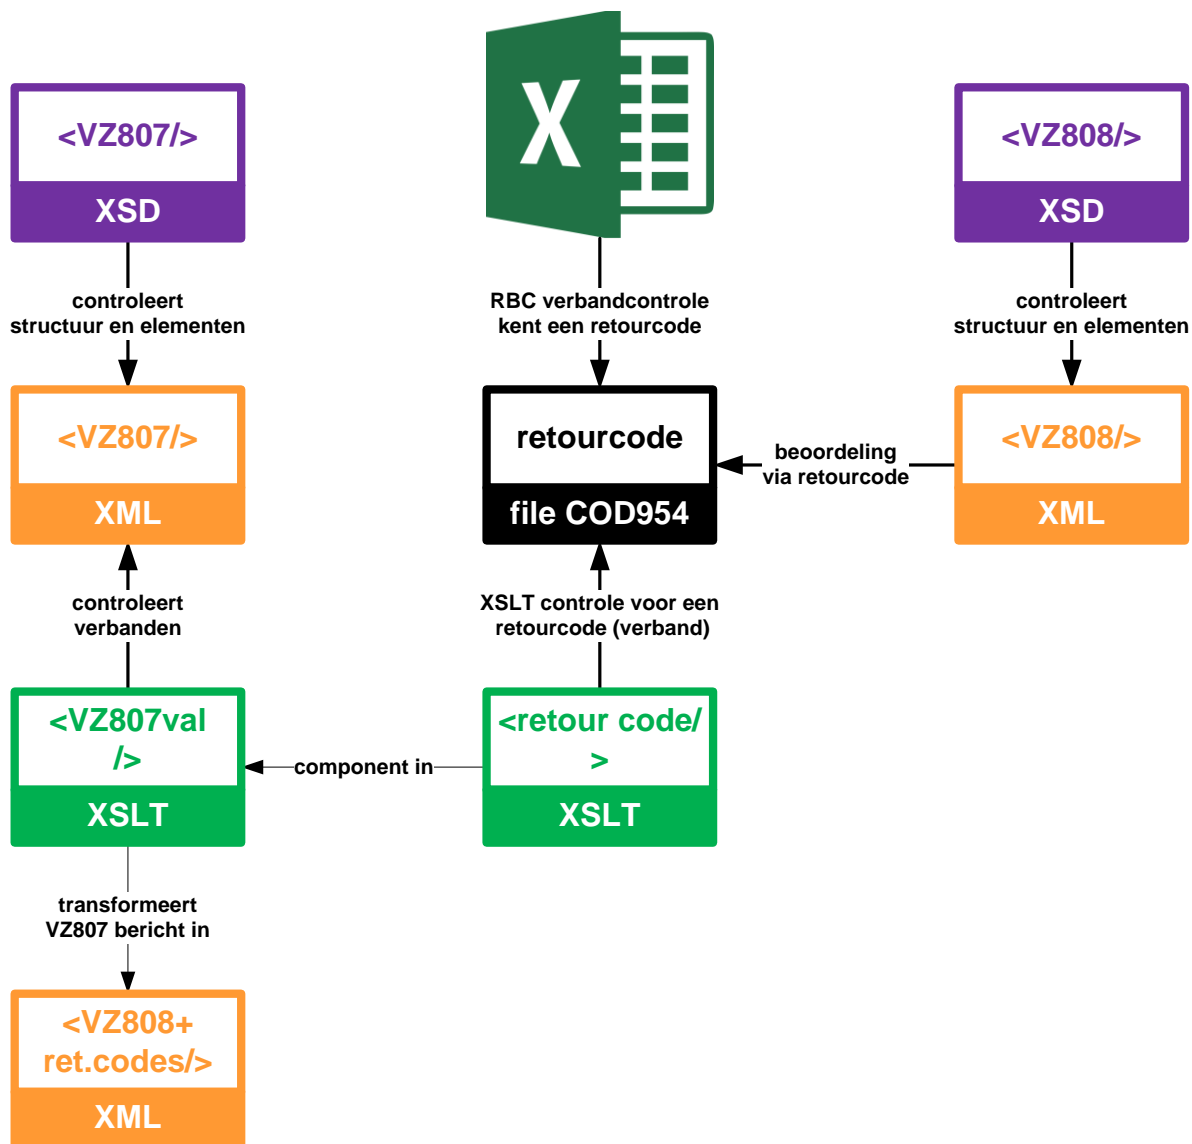 X
<VZ807/>
XSD
<VZ808/>
XSD
controleert
structuur en elementen
RBC verbandcontrole
kent een retourcode
controleert
structuur en elementen
<VZ807/>
XML
retourcode
file COD954
beoordeling
via retourcode
<VZ808/>
XML
controleert
verbanden
XSLT controle voor een
retourcode (verband)
<VZ807val
/>
XSLT
component in
<retour code/
>
XSLT
transformeert
VZ807 bericht in
<VZ808+
ret.codes/>
XML